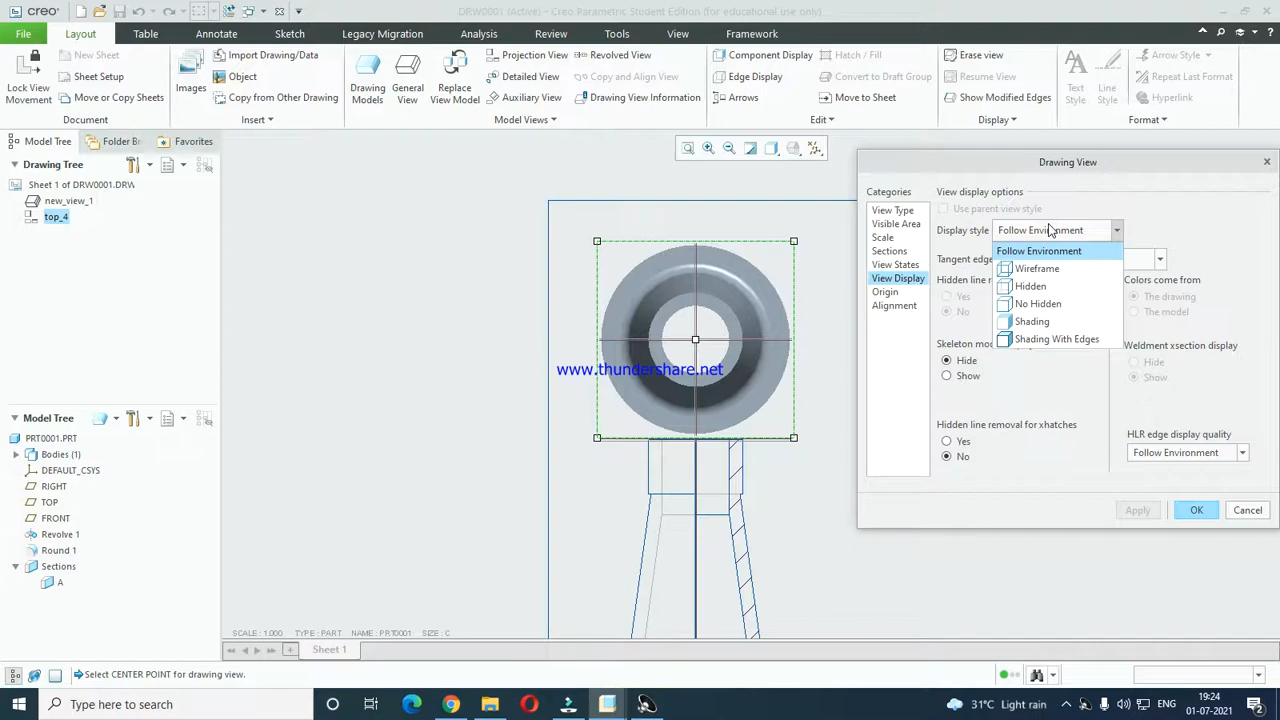 creo
DRW0001 (Active) - Creo Parametric Student Edition (for educational use only)
File Layout Table Annotate Sketch Legacy Migration Analysis Review Tools View Framework
New Sheet
Lock View Movement
Sheet Setup
Move or Copy Sheets
Document
Images
Import Drawing/Data
Object
Copy from Other Drawing
Insert
Drawing Models
General View
Replace View Model
Projection View
Detailed View
Auxiliary View
Revolved View
Copy and Align View
Drawing View Information
Model Views
Component Display
Edge Display
Arrows
Hatch / Fill
Convert to Draft Group
Move to Sheet
Edit
Erase view
Resume View
Show Modified Edges
Display
Text Style
Line Style
Arrow Style
Repeat Last Format
Hyperlink
Format
Model Tree Folder B Favorites
Drawing Tree
Sheet 1 of DRW0001.DRW
new_view_1
top_4
Model Tree
PRT0001.PRT
Bodies (1)
DEFAULT_CSYS
RIGHT
TOP
FRONT
Revolve 1
Round 1
Sections
A
www.thundershare.net
SCALE : 1.000 TYPE : PART NAME : PRT0001 SIZE : C
Sheet 1
Drawing View
Categories
View Type
Visible Area
Scale
Sections
View States
View Display
Origin
Alignment
View display options
Use parent view style
Display style Follow Environment
Follow Environment
Wireframe
Hidden
No Hidden
Shading
Shading With Edges
Tangent edge
Hidden line r
Yes
No
Colors come from
The drawing
The model
Skeleton mo
Hide
Show
Weldment xsection display
Hide
Show
Hidden line removal for xhatches
Yes
No
HLR edge display quality
Follow Environment
Apply OK Cancel
Select CENTER POINT for drawing view.
Type here to search
31°C Light rain
ENG
19:24
01-07-2021